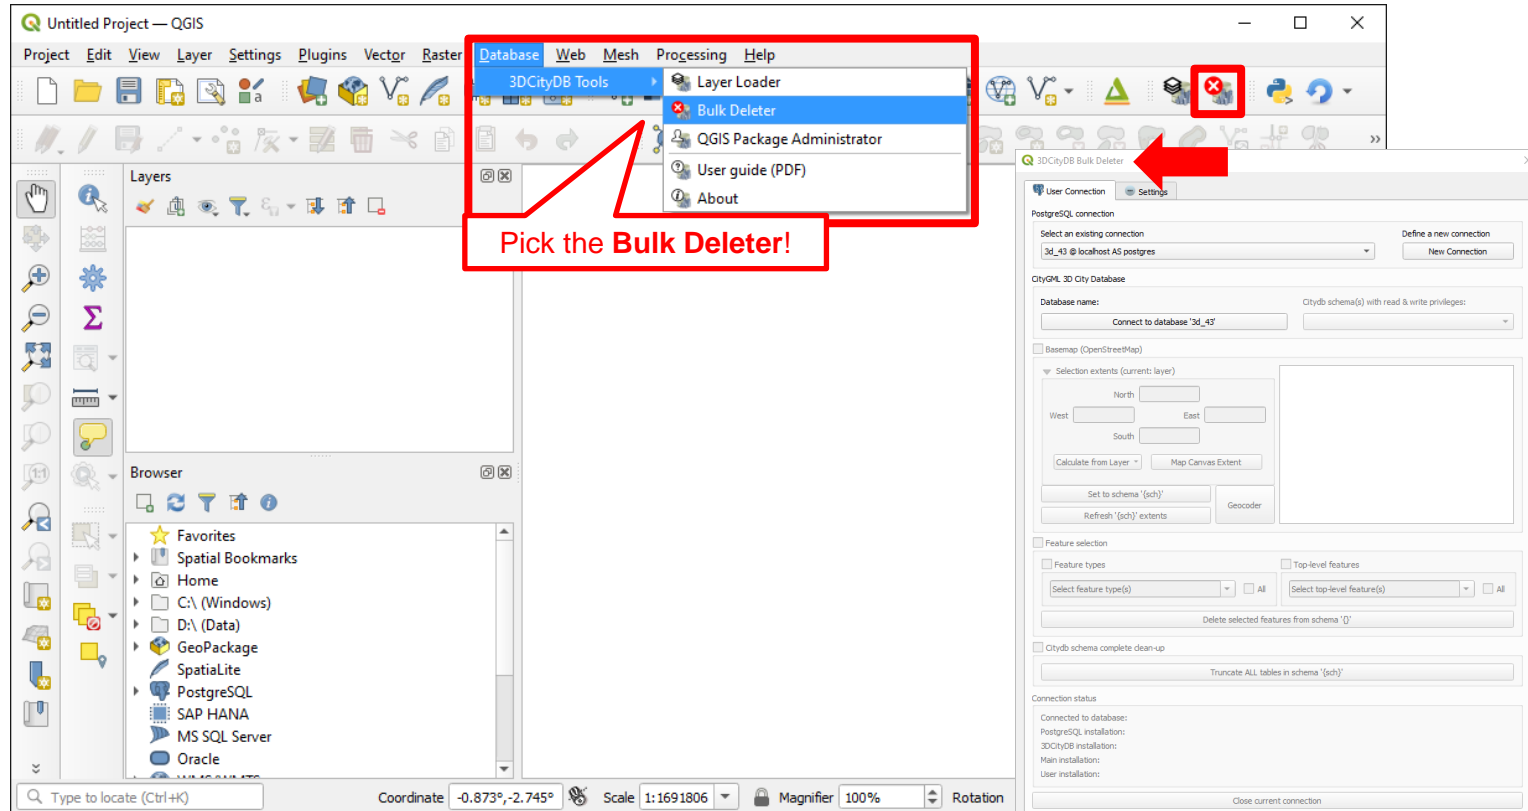 Untitled Project — QGIS
Project Edit View Layer Settings Plugins Vector Raster Database Web Mesh Processing Help
3DCityDB Tools
Layer Loader
Bulk Deleter
QGIS Package Administrator
User guide (PDF)
About
Pick the Bulk Deleter!
Layers
Browser
Favorites
Spatial Bookmarks
Home
C:\ (Windows)
D:\ (Data)
GeoPackage
SpatiaLite
PostgreSQL
SAP HANA
MS SQL Server
Oracle
Type to locate (Ctrl+K)
Coordinate -0.873°,-2.745°
Scale 1:1691806
Magnifier 100%
Rotation
3DCityDB Bulk Deleter
User Connection
Settings
PostgreSQL connection
Select an existing connection
Define a new connection
3d_43 @ localhost AS postgres
New Connection
CityGML 3D City Database
Database name:
Citydb schema(s) with read & write privileges:
Connect to database '3d_43'
Basemap (OpenStreetMap)
Selection extents (current: layer)
North
West
East
South
Calculate from Layer
Map Canvas Extent
Set to schema '{sch}'
Geocoder
Refresh '{sch}' extents
Feature selection
Feature types
Top-level features
Select feature type(s)
All
Select top-level feature(s)
All
Delete selected features from schema '{}'
Citydb schema complete clean-up
Truncate ALL tables in schema '{sch}'
Connection status
Connected to database:
PostgreSQL installation:
3DCityDB installation:
Main installation:
User installation:
Close current connection